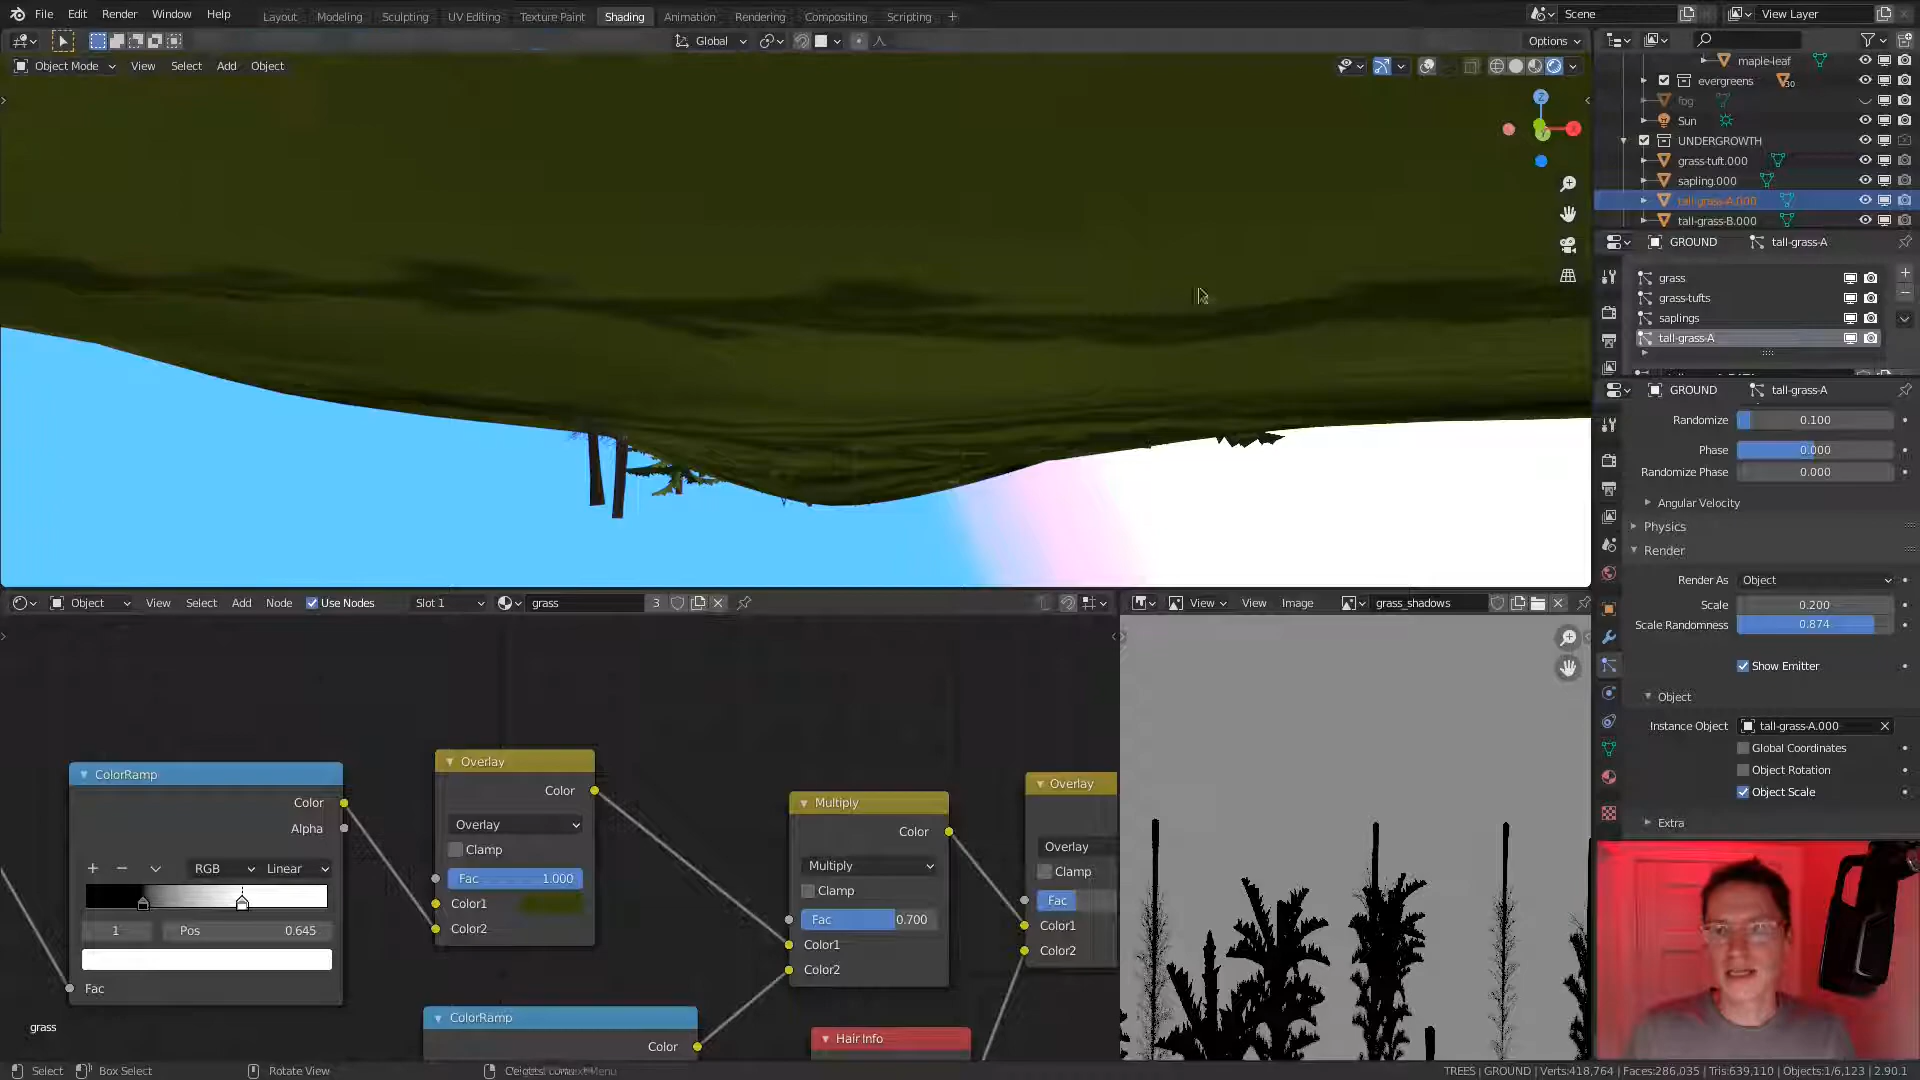 File Edit Render Window Help Layout Modeling Sculpting UV Editing Texture Paint Shading Animation Rendering Compositing Scripting + Scene View Layer
Global Options
Object Mode View Select Add Object
Z
maple-leaf
evergreens 30
fog
Sun
UNDERGROWTH
grass-tuft.000
sapling.000
tall-grass-A.000
tall-grass-B.000
GROUND tall-grass-A
grass
grass-tufts
saplings
tall-grass-A
GROUND tall-grass-A
Randomize 0.100
Phase 0.000
Randomize Phase 0.000
Angular Velocity
Physics
Render
Render As Object
Scale 0.200
Scale Randomness 0.874
Show Emitter
Object
Instance Object tall-grass-A.000
Global Coordinates
Object Rotation
Object Scale
Extra
Object View Select Add Node Use Nodes Slot 1 grass 3
View View Image grass_shadows
ColorRamp
Color
Alpha
RGB Linear
1 Pos 0.645
Fac
Overlay
Color
Overlay
Clamp
Fac 1.000
Color1
Color2
Multiply
Color
Multiply
Clamp
Fac 0.700
Color1
Color2
Overlay
Overlay
Clamp
Fac
Color1
Color2
ColorRamp
Color
Hair Info
grass
Select Box Select Rotate View
TREES | GROUND | Verts:418,764 | Faces:286,035 | Tris:639,110 | Objects:1/6,123 | 2.90.1